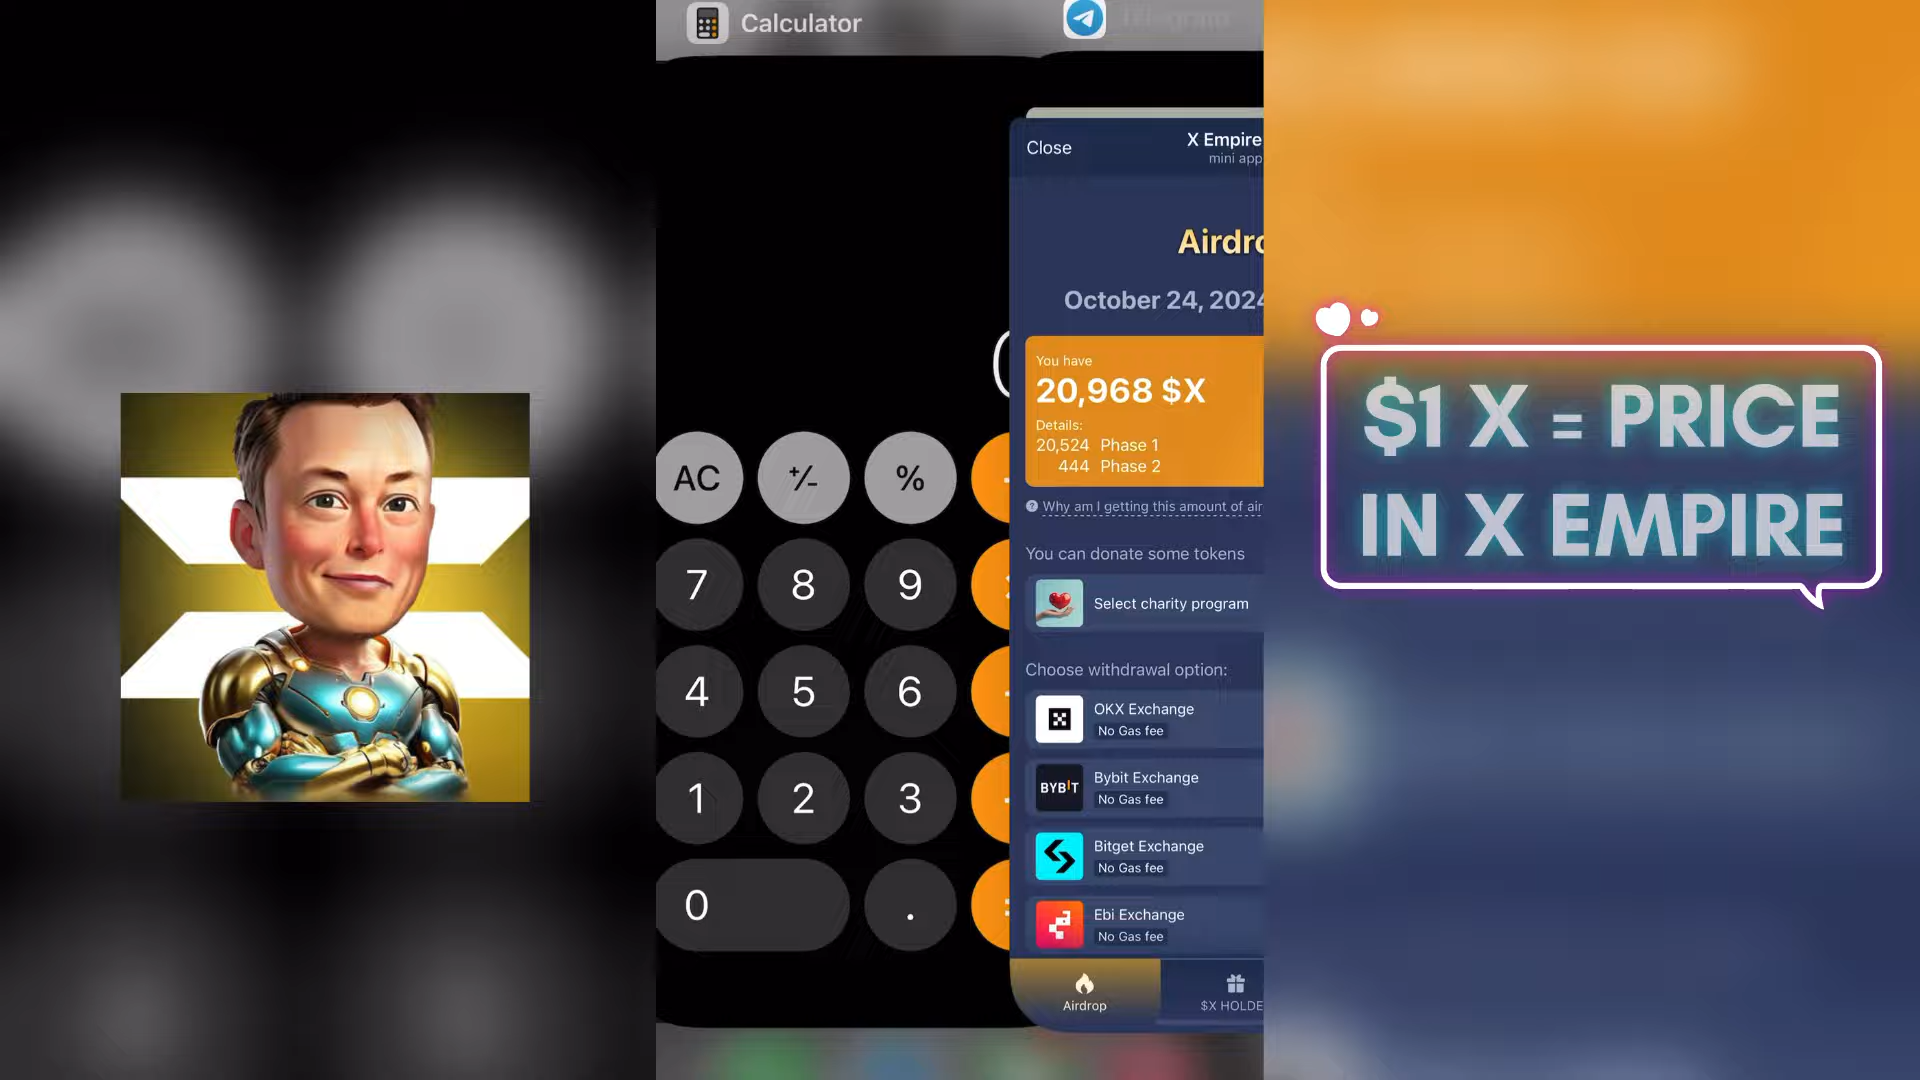 Calculator
Close
X Empire
mini app
Airdro
October 24, 2024
You have
20,968 $X
Details:
20,524 Phase 1
444 Phase 2
Why am I getting this amount of air
You can donate some tokens
Select charity program
Choose withdrawal option:
OKX Exchange
No Gas fee
BYBIT
Bybit Exchange
No Gas fee
Bitget Exchange
No Gas fee
Ebi Exchange
No Gas fee
Airdrop
$X HOLDE
AC
+/-
%
7
8
9
4
5
6
1
2
3
0
.
$1 X = PRICE
IN X EMPIRE